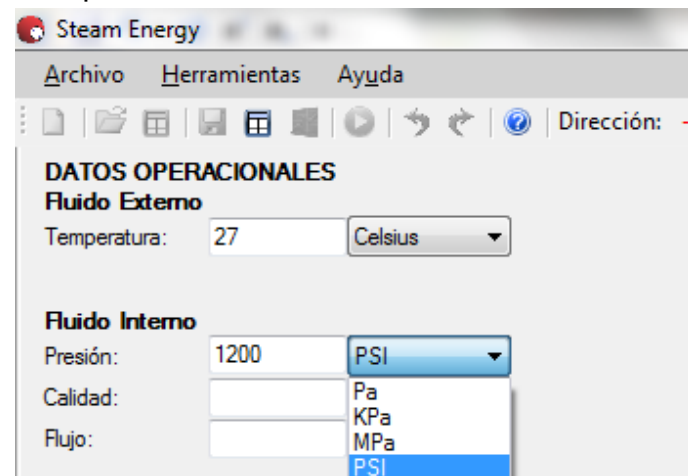 Steam Energy
Archivo Herramientas Ayuda
Dirección:
DATOS OPERACIONALES
Fluido Externo
Temperatura: 27 Celsius
Fluido Interno
Presión: 1200 PSI
Calidad:
Pa
KPa
Flujo:
MPa
PSI